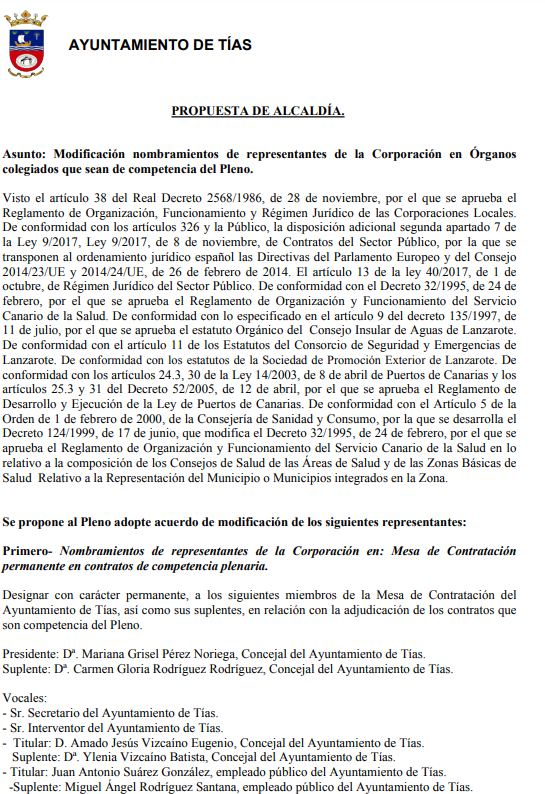 AYUNTAMIENTO DE TÍAS
PROPUESTA DE ALCALDÍA.
Asunto: Modificación nombramientos de representantes de la Corporación en Órganos
colegiados que sean de competencia del Pleno.
Visto el artículo 38 del Real Decreto 2568/1986, de 28 de noviembre, por el que se aprueba el
Reglamento de Organización, Funcionamiento y Régimen Jurídico de las Corporaciones Locales.
De conformidad con los artículos 326 y la Público, la disposición adicional segunda apartado 7 de
la Ley 9/2017, Ley 9/2017, de 8 de noviembre, de Contratos del Sector Público, por la que se
transponen al ordenamiento jurídico español las Directivas del Parlamento Europeo y del Consejo
2014/23/UE y 2014/24/UE, de 26 de febrero de 2014. El artículo 13 de la ley 40/2017, de 1 de
octubre, de Régimen Jurídico del Sector Público. De conformidad con el Decreto 32/1995, de 24 de
febrero, por el que se aprueba el Reglamento de Organización y Funcionamiento del Servicio
Canario de la Salud. De conformidad con lo especificado en el artículo 9 del decreto 135/1997, de
11 de julio, por el que se aprueba el estatuto Orgánico del Consejo Insular de Aguas de Lanzarote.
De conformidad con el artículo 11 de los Estatutos del Consorcio de Seguridad y Emergencias de
Lanzarote. De conformidad con los estatutos de la Sociedad de Promoción Exterior de Lanzarote. De
conformidad con los artículos 24.3, 30 de la Ley 14/2003, de 8 de abril de Puertos de Canarias y los
artículos 25.3 y 31 del Decreto 52/2005, de 12 de abril, por el que se aprueba el Reglamento de
Desarrollo y Ejecución de la Ley de Puertos de Canarias. De conformidad con el Artículo 5 de la
Orden de 1 de febrero de 2000, de la Consejería de Sanidad y Consumo, por la que se desarrolla el
Decreto 124/1999, de 17 de junio, que modifica el Decreto 32/1995, de 24 de febrero, por el que se
aprueba el Reglamento de Organización y Funcionamiento del Servicio Canario de la Salud en lo
relativo a la composición de los Consejos de Salud de las Áreas de Salud y de las Zonas Básicas de
Salud Relativo a la Representación del Municipio o Municipios integrados en la Zona.
Se propone al Pleno adopte acuerdo de modificación de los siguientes representantes:
Primero- Nombramientos de representantes de la Corporación en: Mesa de Contratación
permanente en contratos de competencia plenaria.
Designar con carácter permanente, a los siguientes miembros de la Mesa de Contratación del
Ayuntamiento de Tías, así como sus suplentes, en relación con la adjudicación de los contratos que
son competencia del Pleno.
Presidente: Dª. Mariana Grisel Pérez Noriega, Concejal del Ayuntamiento de Tías.
Suplente: Dª. Carmen Gloria Rodríguez Rodríguez, Concejal del Ayuntamiento de Tías.
Vocales:
- Sr. Secretario del Ayuntamiento de Tías.
- Sr. Interventor del Ayuntamiento de Tías.
- Titular: D. Amado Jesús Vizcaíno Eugenio, Concejal del Ayuntamiento de Tías.
Suplente: Dª. Ylenia Vizcaíno Batista, Concejal del Ayuntamiento de Tías.
- Titular: Juan Antonio Suárez González, empleado público del Ayuntamiento de Tías.
-Suplente: Miguel Ángel Rodríguez Santana, empleado público del Ayuntamiento de Tías.